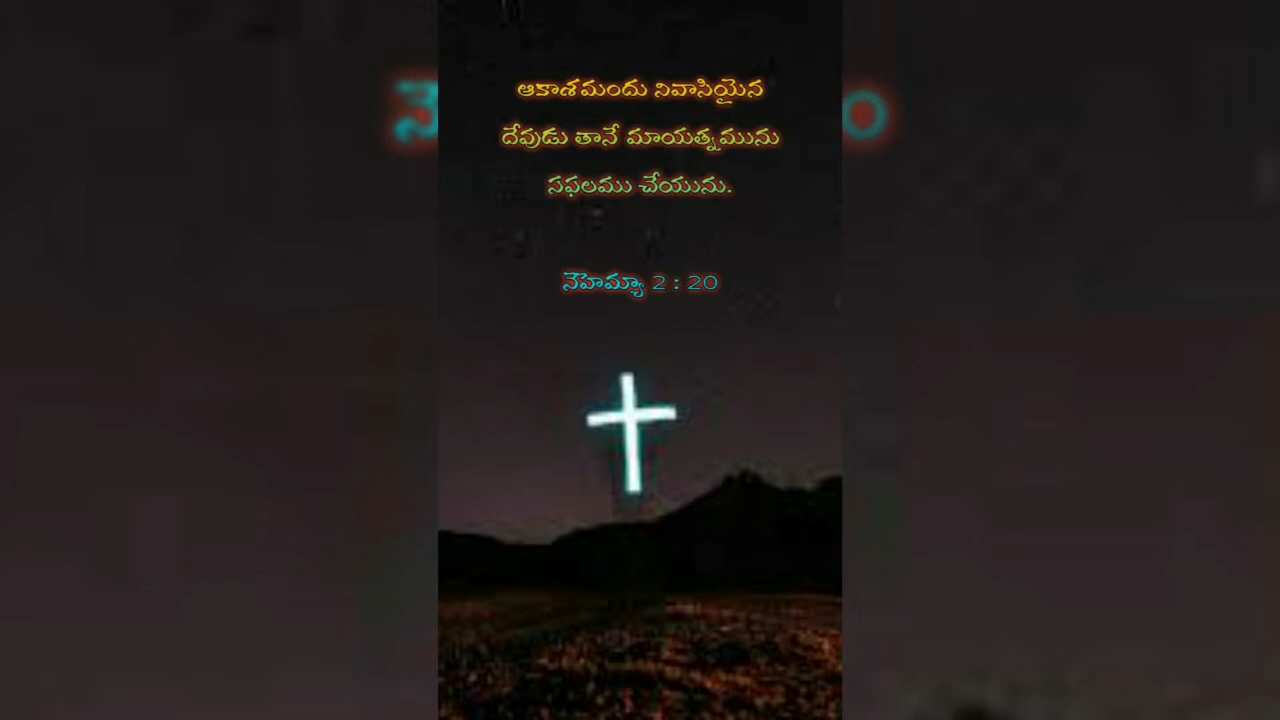 ఆకాశమందు నివాసియైన
దేవుడు తానే మాయత్నమును
సఫలము చేయును.
నెహెమ్యా 2 : 20